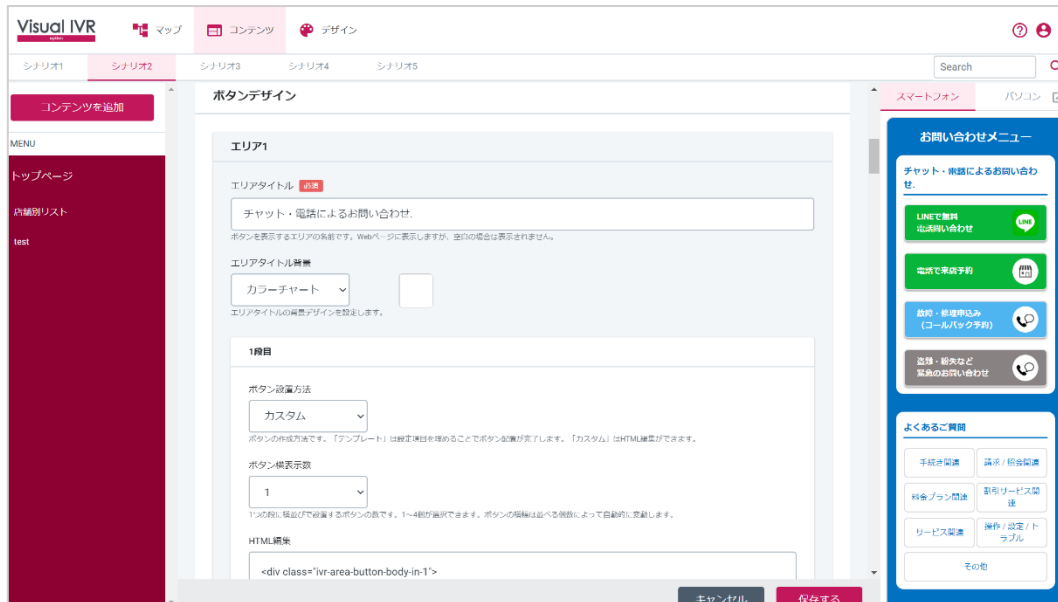 Visual IVR
マップ
コンテンツ
デザイン
シナリオ1
シナリオ2
シナリオ3
シナリオ4
シナリオ5
Search
コンテンツを追加
MENU
トップページ
店舗別リスト
test
ボタンデザイン
エリア1
エリアタイトル 必須
チャット・電話によるお問い合わせ.
ボタンを表示するエリアの名前です。Webページに表示しますが、空白の場合は表示されません。
エリアタイトル背景
カラーチャート
エリアタイトルの背景デザインを設定します。
1段目
ボタン設置方法
カスタム
ボタンの作成方法です。「テンプレート」は設定項目を埋めることでボタン配置が完了します。「カスタム」はHTML編集ができます。
ボタン横表示数
1
1つの段に横並びで設置するボタンの数です。1〜4個が選択できます。ボタンの横幅は並べる個数によって自動的に変動します。
HTML編集
<div class="ivr-area-button-body-in-1">
キャンセル
保存する
スマートフォン
パソコン
お問い合わせメニュー
チャット・電話によるお問い合わ
せ.
LINEで無料
電話問い合わせ
LINE
電話で来店予約
故障・修理申込み
(コールバック予約)
盗難・紛失など
緊急のお問い合わせ
よくあるご質問
手続き関連
請求 / 照会関連
料金プラン関連
割引サービス関
連
サービス関連
操作 / 設定 / ト
ラブル
その他